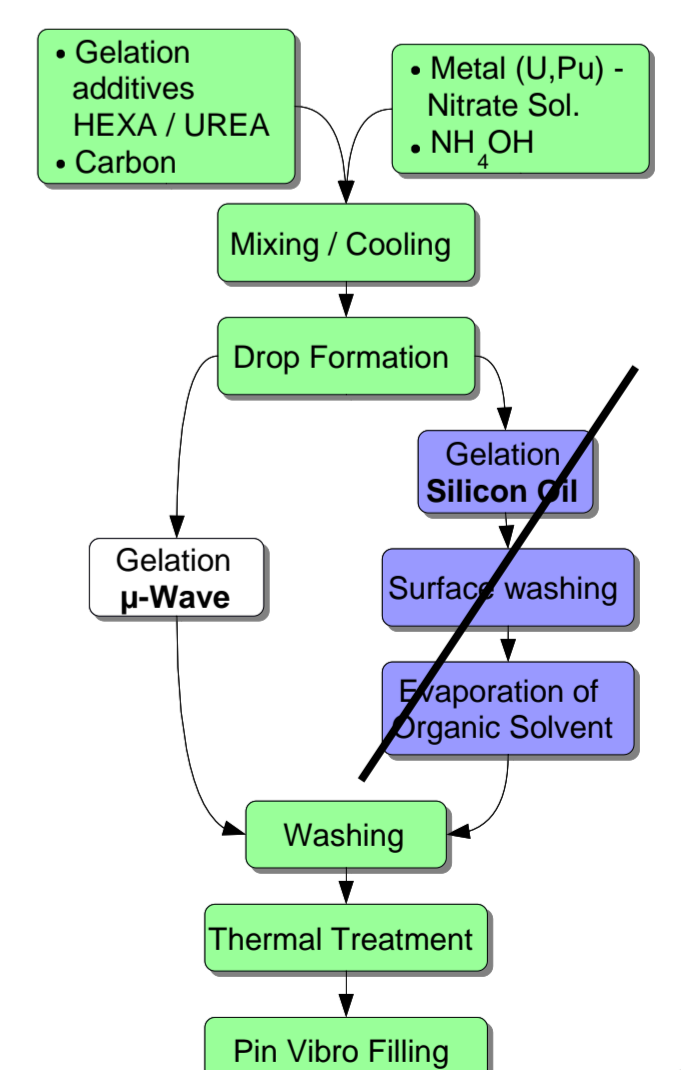 • Gelation
additives
HEXA / UREA
• Carbon
• Metal (U,Pu) -
Nitrate Sol.
• NH4OH
Mixing / Cooling
Drop Formation
Gelation
Silicon Oil
Gelation
µ-Wave
Surface washing
Evaporation of
Organic Solvent
Washing
Thermal Treatment
Pin Vibro Filling